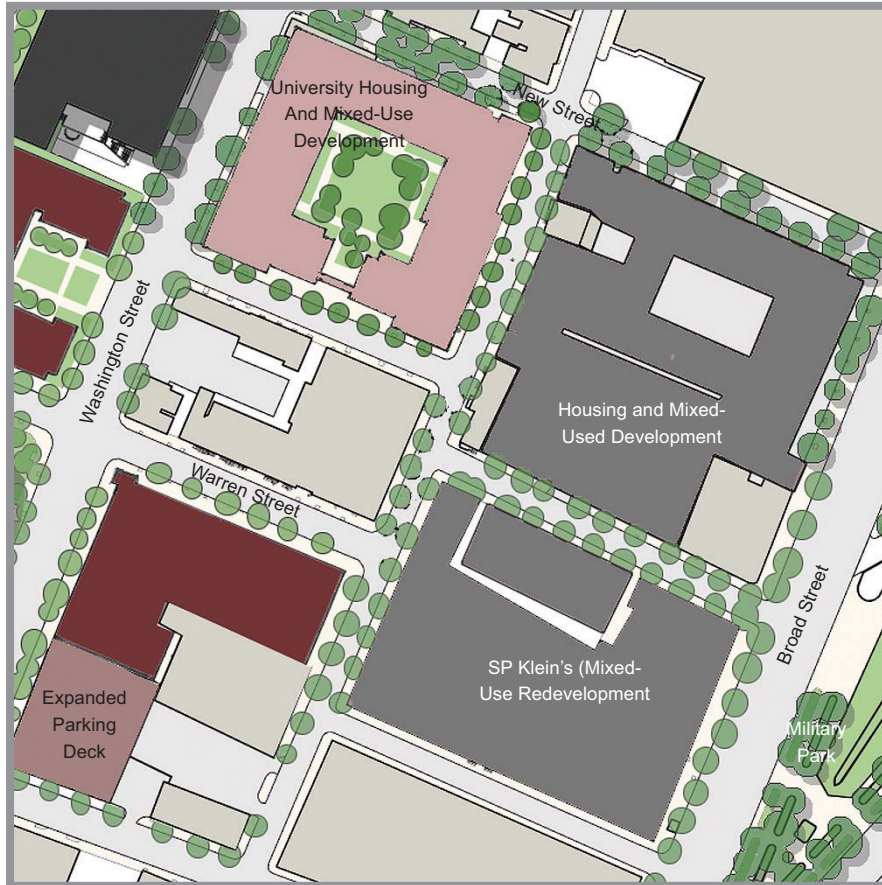 University Housing
And Mixed-Use
Development
New Street
Washington Street
Housing and Mixed-
Used Development
Warren Street
Broad Street
SP Klein's (Mixed-
Use Redevelopment
Expanded
Parking
Deck
Military
Park